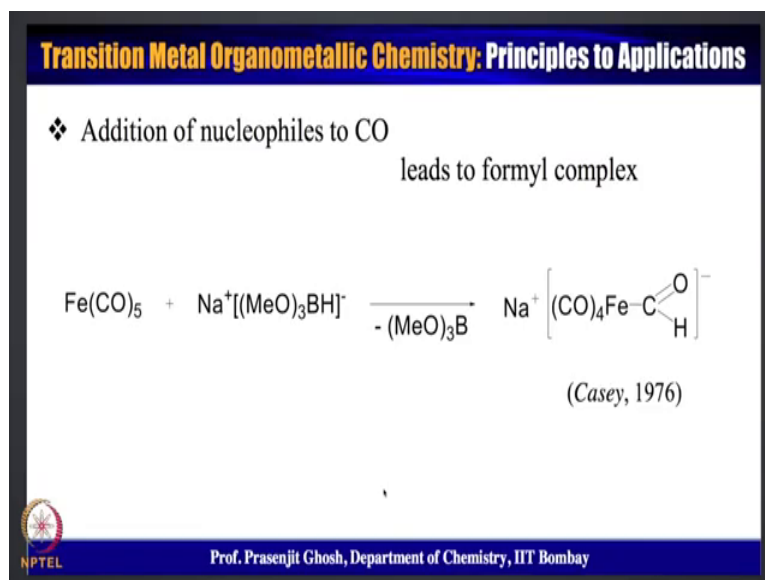 Transition Metal Organometallic Chemistry: Principles to Applications
❖ Addition of nucleophiles to CO
leads to formyl complex
Fe(CO)₅ + Na⁺[(MeO)₃BH]⁻
- (MeO)₃B
Na⁺ [(CO)₄Fe-C O H]⁻
(Casey, 1976)
NPTEL
Prof. Prasenjit Ghosh, Department of Chemistry, IIT Bombay